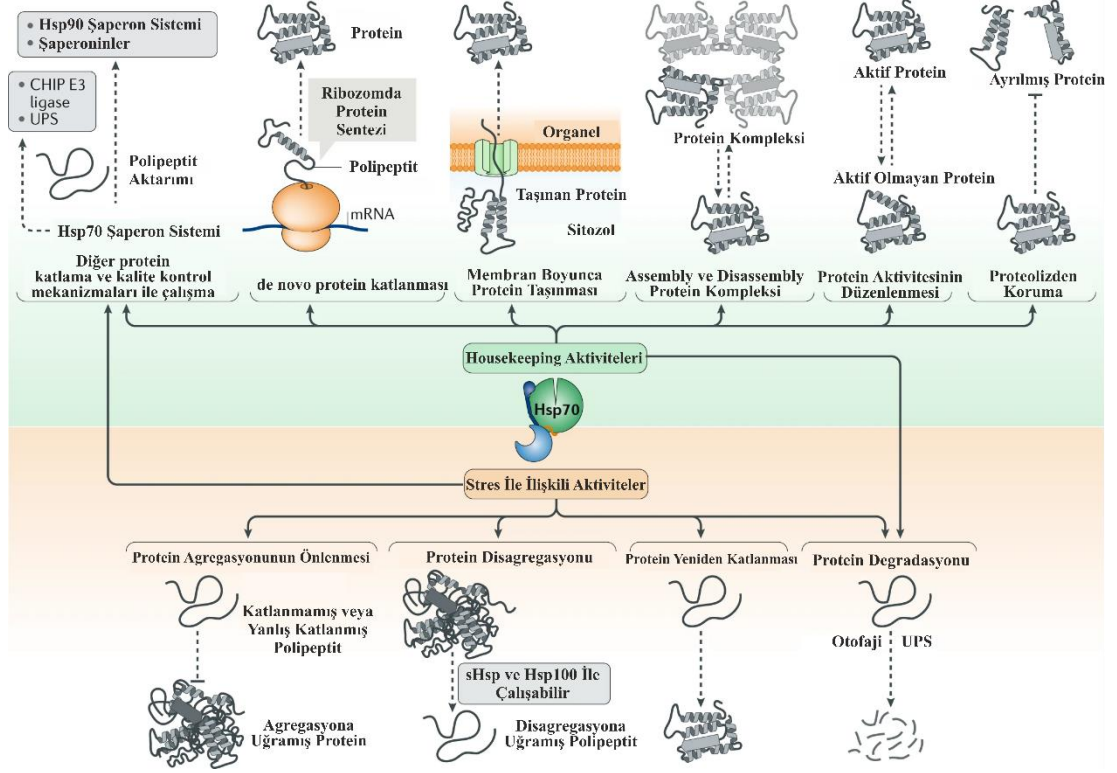 • Hsp90 Şaperon Sistemi
• Şaperoninler
• CHIP E3
ligase
• UPS
Polipeptit
Aktarımı
Hsp70 Şaperon Sistemi
Diğer protein
katlama ve kalite kontrol
mekanizmaları ile çalışma
Protein
Ribozomda
Protein
Sentezi
Polipeptit
mRNA
de novo protein katlanması
Organel
Taşınan Protein
Sitozol
Membran Boyunca
Protein Taşınması
Protein Kompleksi
Assembly ve Disassembly
Protein Kompleksi
Aktif Protein
Aktif Olmayan Protein
Protein Aktivitesinin
Düzenlenmesi
Ayrılmış Protein
Proteolizden
Koruma
Housekeeping Aktiviteleri
Hsp70
Stres İle İlişkili Aktiviteler
Protein Agregasyonunun Önlenmesi
Katlanmamış veya
Yanlış Katlanmış
Polipeptit
Agregasyona
Uğramış Protein
Protein Disagregasyonu
sHsp ve Hsp100 İle
Çalışabilir
Disagregasyona
Uğramış Polipeptit
Protein Yeniden Katlanması
Protein Degradasyonu
Otofaji
UPS